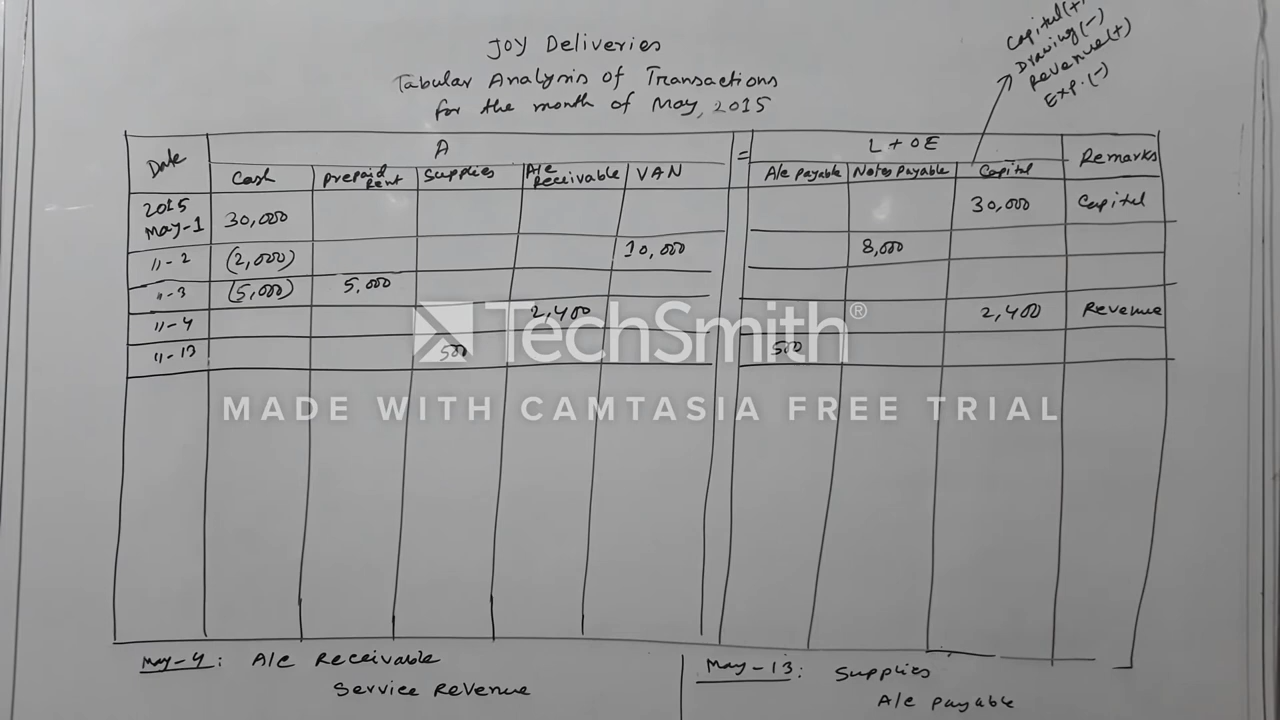 Joy Deliveries
Tabular Analysis of Transactions
for the month of May, 2015
Capital(+)
Drawing(-)
Revenue(+)
Exp.(-)
Date A = L + OE Remarks
Cash Prepaid Rent Supplies A/c Receivable VAN A/c payable Notes Payable Capital
2015
May-1 30,000 30,000 Capital
"-2 (2,000) 10,000 8,000
"-3 (5,000) 5,000
"-4 2,400 2,400 Revenue
"-13 500 500
TechSmith®
MADE WITH CAMTASIA FREE TRIAL
May-4: A/c Receivable
Service Revenue
May-13: Supplies
A/c payable